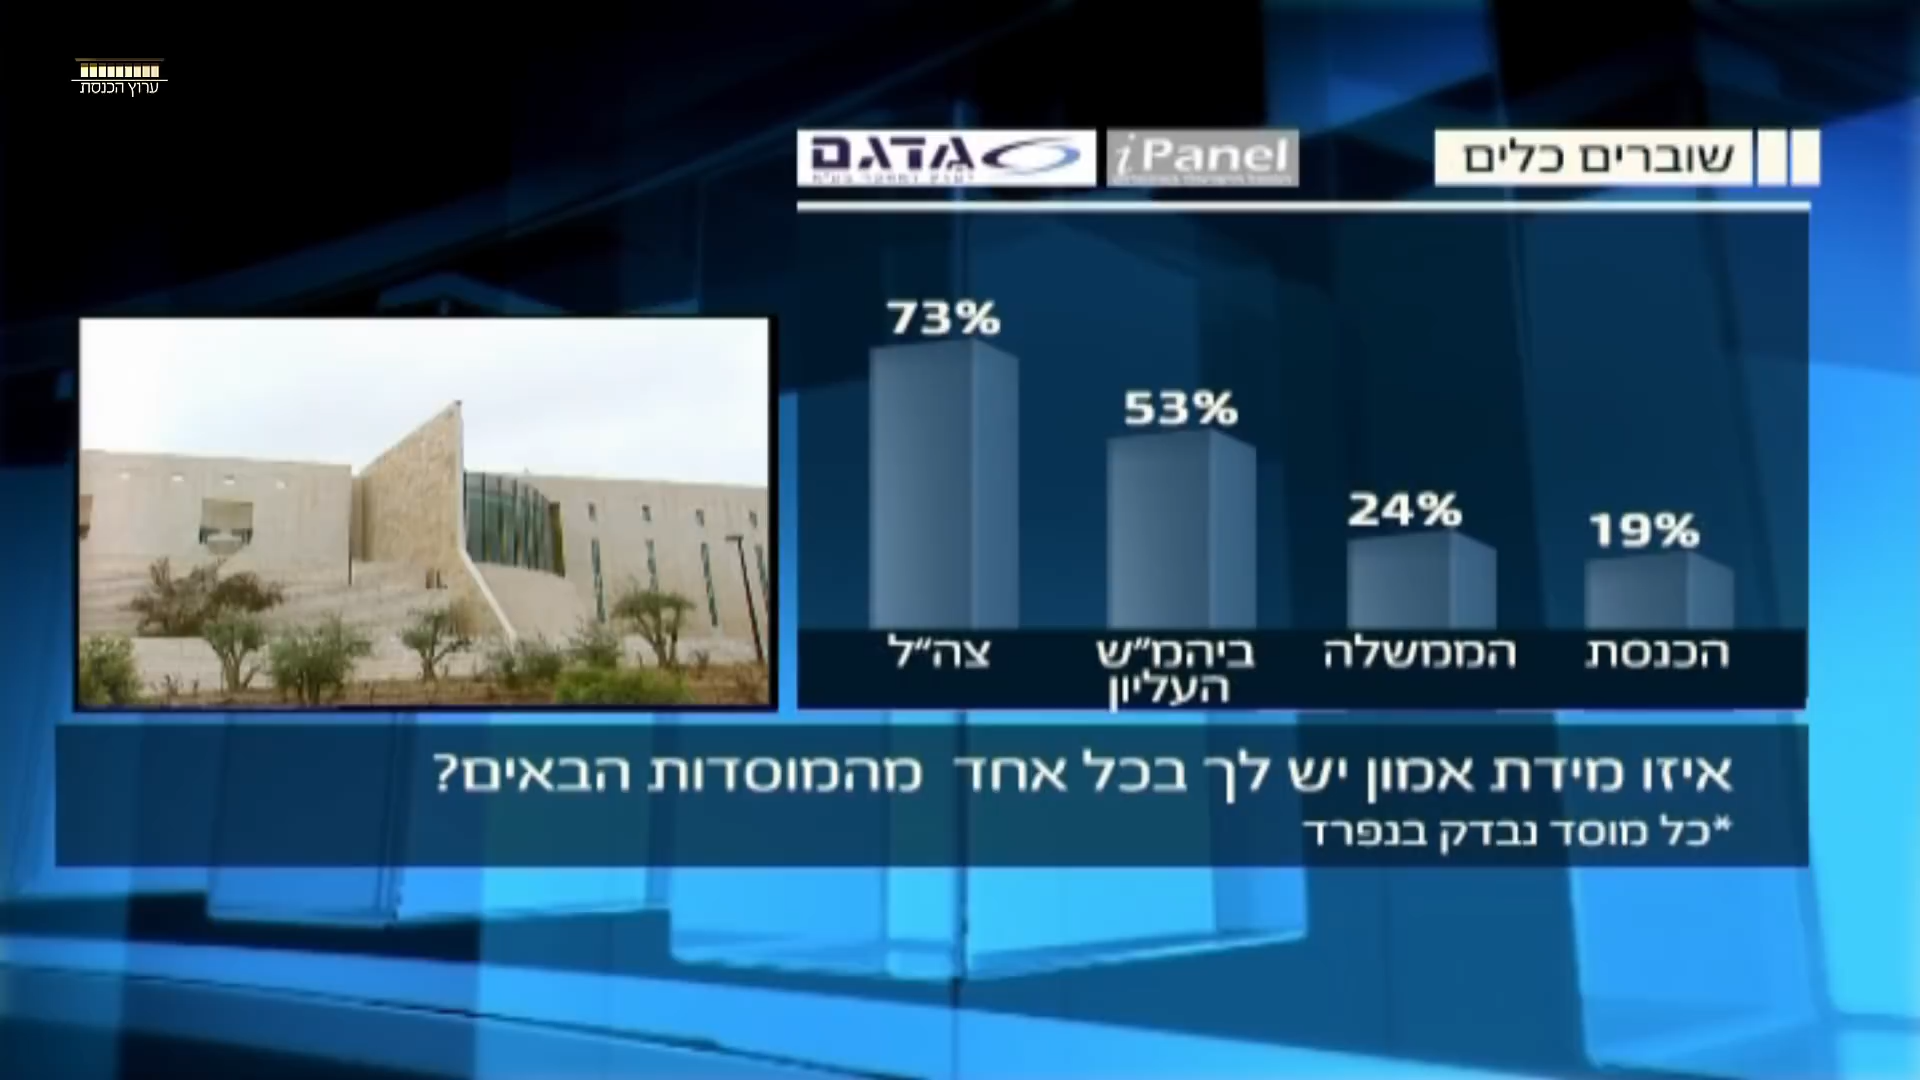 ערוץ הכנסת
שוברים כלים
iPanel
DATA
73%
53%
24%
19%
הכנסת
הממשלה
ביהמ״ש
העליון
צה״ל
איזו מידת אמון יש לך בכל אחד מהמוסדות הבאים?
*כל מוסד נבדק בנפרד